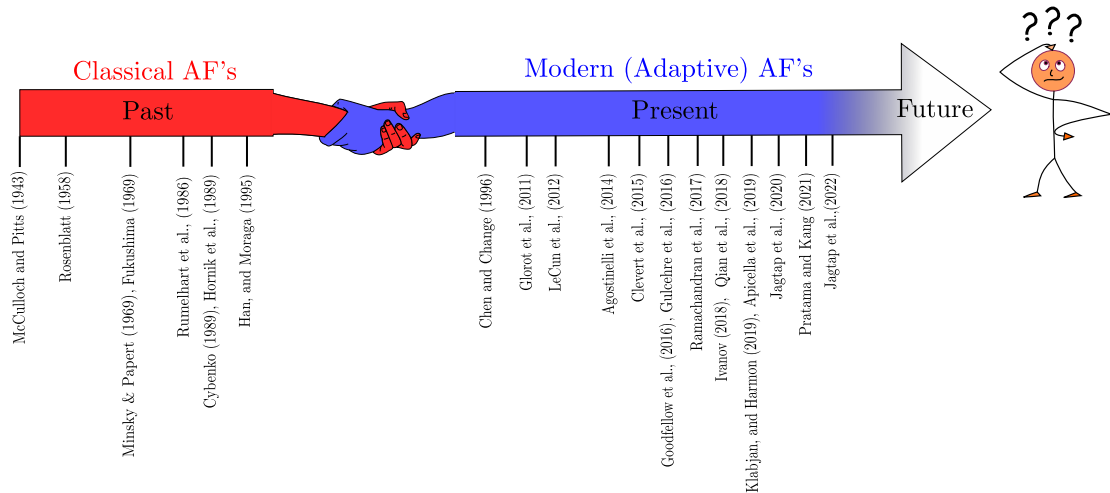 ???
Classical AF's
Modern (Adaptive) AF's
Past
Present
Future
McCulloch and Pitts (1943)
Rosenblatt (1958)
Minsky & Papert (1969), Fukushima (1969)
Rumelhart et al., (1986)
Cybenko (1989), Hornik et al., (1989)
Han, and Moraga (1995)
Chen and Change (1996)
Glorot et al., (2011)
LeCun et al., (2012)
Agostinelli et al., (2014)
Clevert et al., (2015)
Goodfellow et al., (2016), Gulcehre et al., (2016)
Ramachandran et al., (2017)
Ivanov (2018), Qian et al., (2018)
Klabjan, and Harmon (2019), Apicella et al., (2019)
Jagtap et al., (2020)
Pratama and Kang (2021)
Jagtap et al.,(2022)